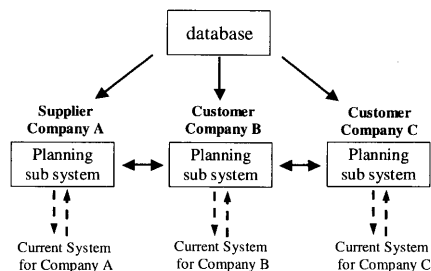 database
Supplier
Company A
Customer
Company B
Customer
Company C
Planning
sub system
Planning
sub system
Planning
sub system
Current System
for Company A
Current System
for Company B
Current System
for Company C